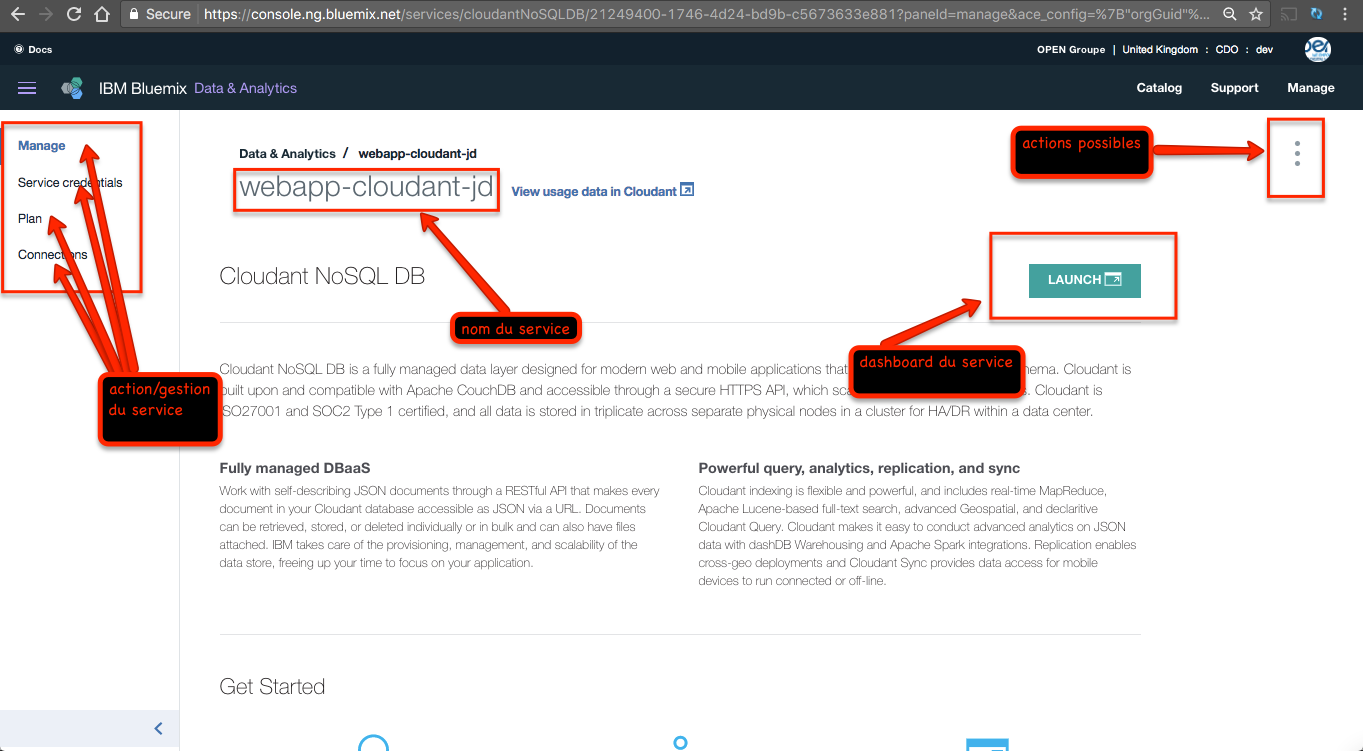 Secure https://console.ng.bluemix.net/services/cloudantNoSQLDB/21249400-1746-4d24-bd9b-c5673633e881?paneId=manage&ace_config=%7B"orgGuid"%...
Docs
OPEN Groupe | United Kingdom : CDO : dev
IBM Bluemix Data & Analytics
Catalog Support Manage
Manage
Service credentials
Plan
Connections
Data & Analytics / webapp-cloudant-jd
webapp-cloudant-jd View usage data in Cloudant
actions possibles
Cloudant NoSQL DB
LAUNCH
nom du service
dashboard du service
action/gestion
du service
Cloudant NoSQL DB is a fully managed data layer designed for modern web and mobile applications that hema. Cloudant is
built upon and compatible with Apache CouchDB and accessible through a secure HTTPS API, which sca s. Cloudant is
ISO27001 and SOC2 Type 1 certified, and all data is stored in triplicate across separate physical nodes in a cluster for HA/DR within a data center.
Fully managed DBaaS
Work with self-describing JSON documents through a RESTful API that makes every
document in your Cloudant database accessible as JSON via a URL. Documents
can be retrieved, stored, or deleted individually or in bulk and can also have files
attached. IBM takes care of the provisioning, management, and scalability of the
data store, freeing up your time to focus on your application.
Powerful query, analytics, replication, and sync
Cloudant indexing is flexible and powerful, and includes real-time MapReduce,
Apache Lucene-based full-text search, advanced Geospatial, and declaritive
Cloudant Query. Cloudant makes it easy to conduct advanced analytics on JSON
data with dashDB Warehousing and Apache Spark integrations. Replication enables
cross-geo deployments and Cloudant Sync provides data access for mobile
devices to run connected or off-line.
Get Started